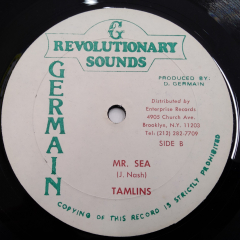 G
REVOLUTIONARY
SOUNDS
GERMAIN
PRODUCED BY:
D. GERMAIN
Distributed by
Enterprise Records
4905 Church Ave.
Brooklyn, N.Y. 11203
Tel: (212) 282-7709
SIDE B
MR. SEA
(J. Nash)
TAMLINS
COPYING OF THIS RECORD IS STRICTLY PROHIBITED